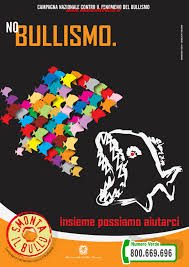 CAMPAGNA NAZIONALE CONTRO IL FENOMENO DEL BULLISMO
NO
BULLISMO.
insieme possiamo aiutarci
SMONTA
IL BULLO
Numero Verde
800.669.696